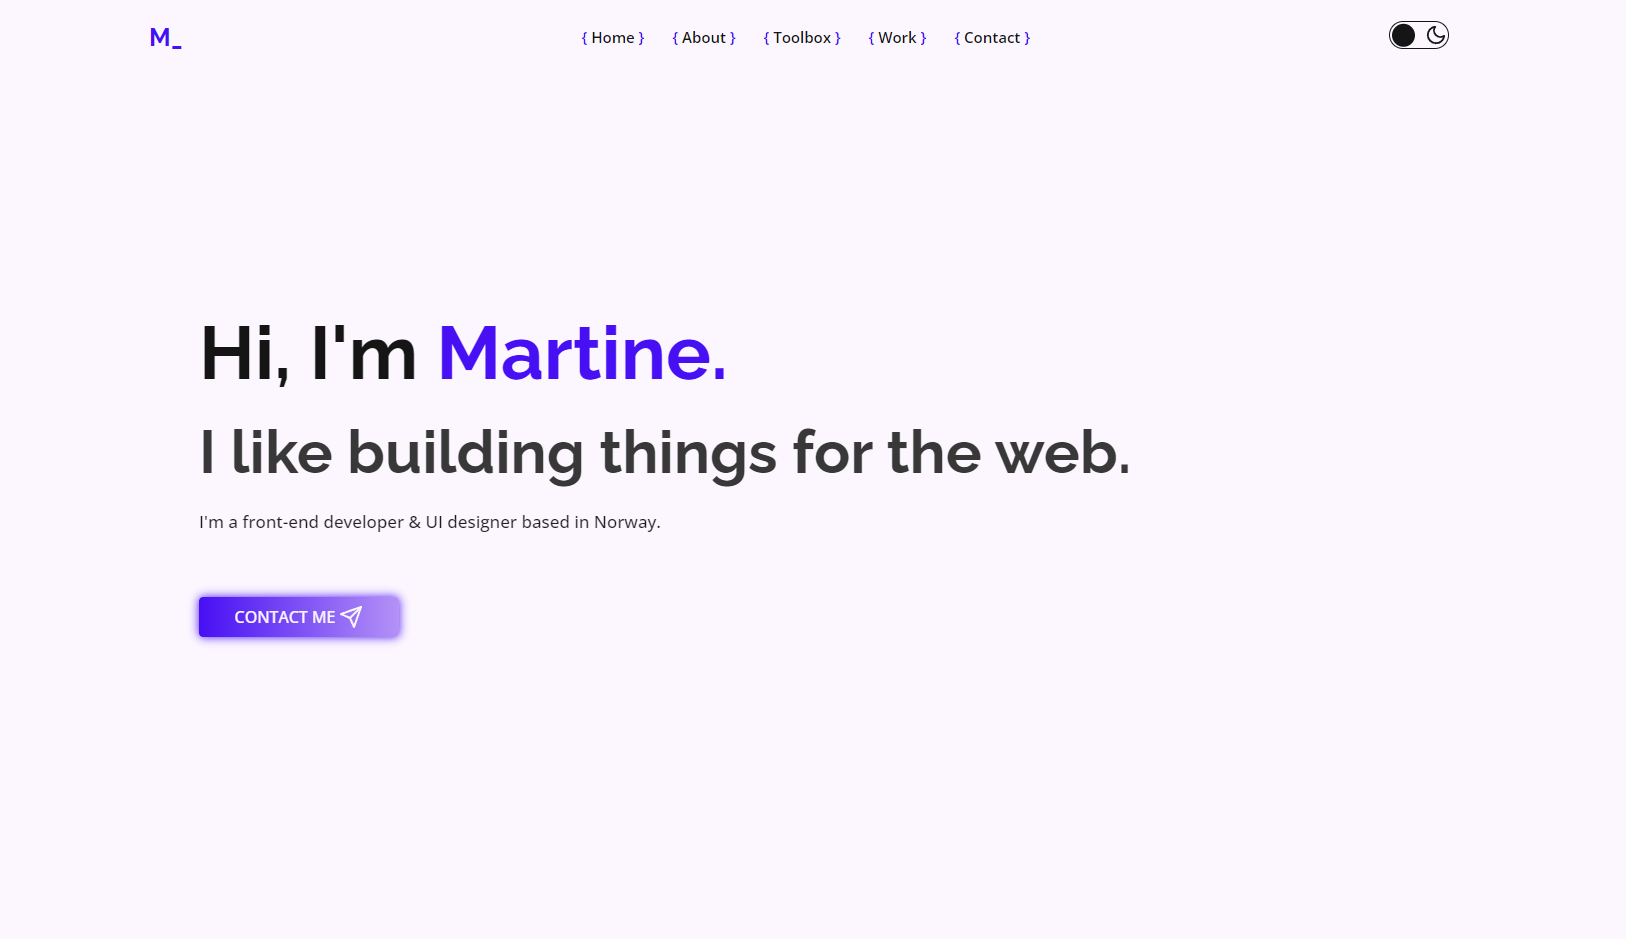 M_
{ Home } { About } { Toolbox } { Work } { Contact }
Hi, I'm Martine.
I like building things for the web.
I'm a front-end developer & UI designer based in Norway.
CONTACT ME